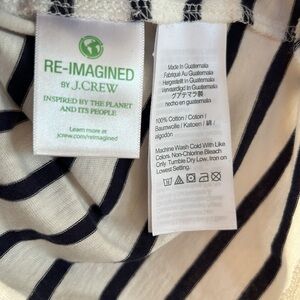 RE-IMAGINED
BY J.CREW
INSPIRED BY THE PLANET
AND ITS PEOPLE
Learn more at
jcrew.com/reimagined
Made In Guatemala
Fabriqué Au Guatemala
Hergestellt In Guatemala
Vervaardigd In Guatemala
グアテマラ製
hecho en guatemala
100% Cotton / Coton /
Baumwolle / Katoen / 綿 /
algodón
Machine Wash Cold With Like
Colors. Non-Chlorine Bleach
Only. Tumble Dry Low. Iron on
Lowest Setting.